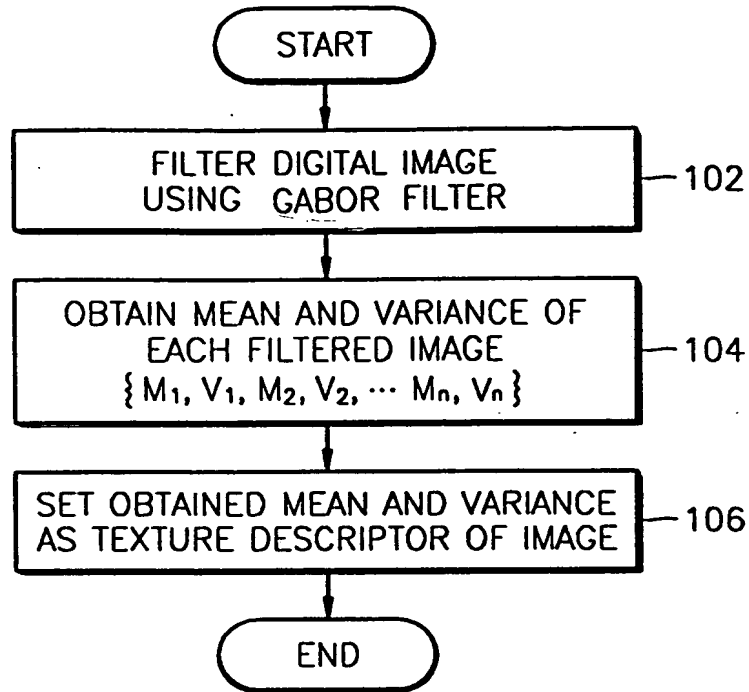 START
FILTER DIGITAL IMAGE
USING GABOR FILTER
102
OBTAIN MEAN AND VARIANCE OF
EACH FILTERED IMAGE
{ M₁, V₁, M₂, V₂, ··· Mₙ, Vₙ }
104
SET OBTAINED MEAN AND VARIANCE
AS TEXTURE DESCRIPTOR OF IMAGE
106
END